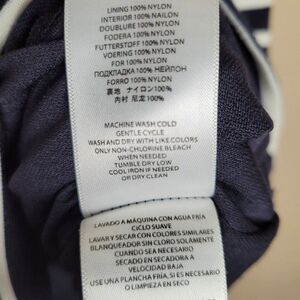 LINING 100% NYLON
INTERIOR 100% NAILON
DOUBLURE 100% NYLON
FODERA 100% NYLON
FUTTERSTOFF 100% NYLON
VOERING 100% NYLON
FOR 100% NYLON
ПОДКЛАДКА 100% НЕЙЛОН
FORRO 100% NYLON
裏地 ナイロン100%
内衬 尼龙100%
MACHINE WASH COLD
GENTLE CYCLE
WASH AND DRY WITH LIKE COLORS
ONLY NON-CHLORINE BLEACH
WHEN NEEDED
TUMBLE DRY LOW
COOL IRON IF NEEDED
OR DRY CLEAN
LAVADO A MÁQUINA CON AGUA FRÍA
CICLO SUAVE
LAVAR Y SECAR CON COLORES SIMILARES
BLANQUEADOR SIN CLORO SOLAMENTE
CUANDO SEA NECESARIO
SECADO EN SECADORA A
VELOCIDAD BAJA
USE UNA PLANCHA FRÍA, SI ES NECESARIO
O LIMPIEZA EN SECO